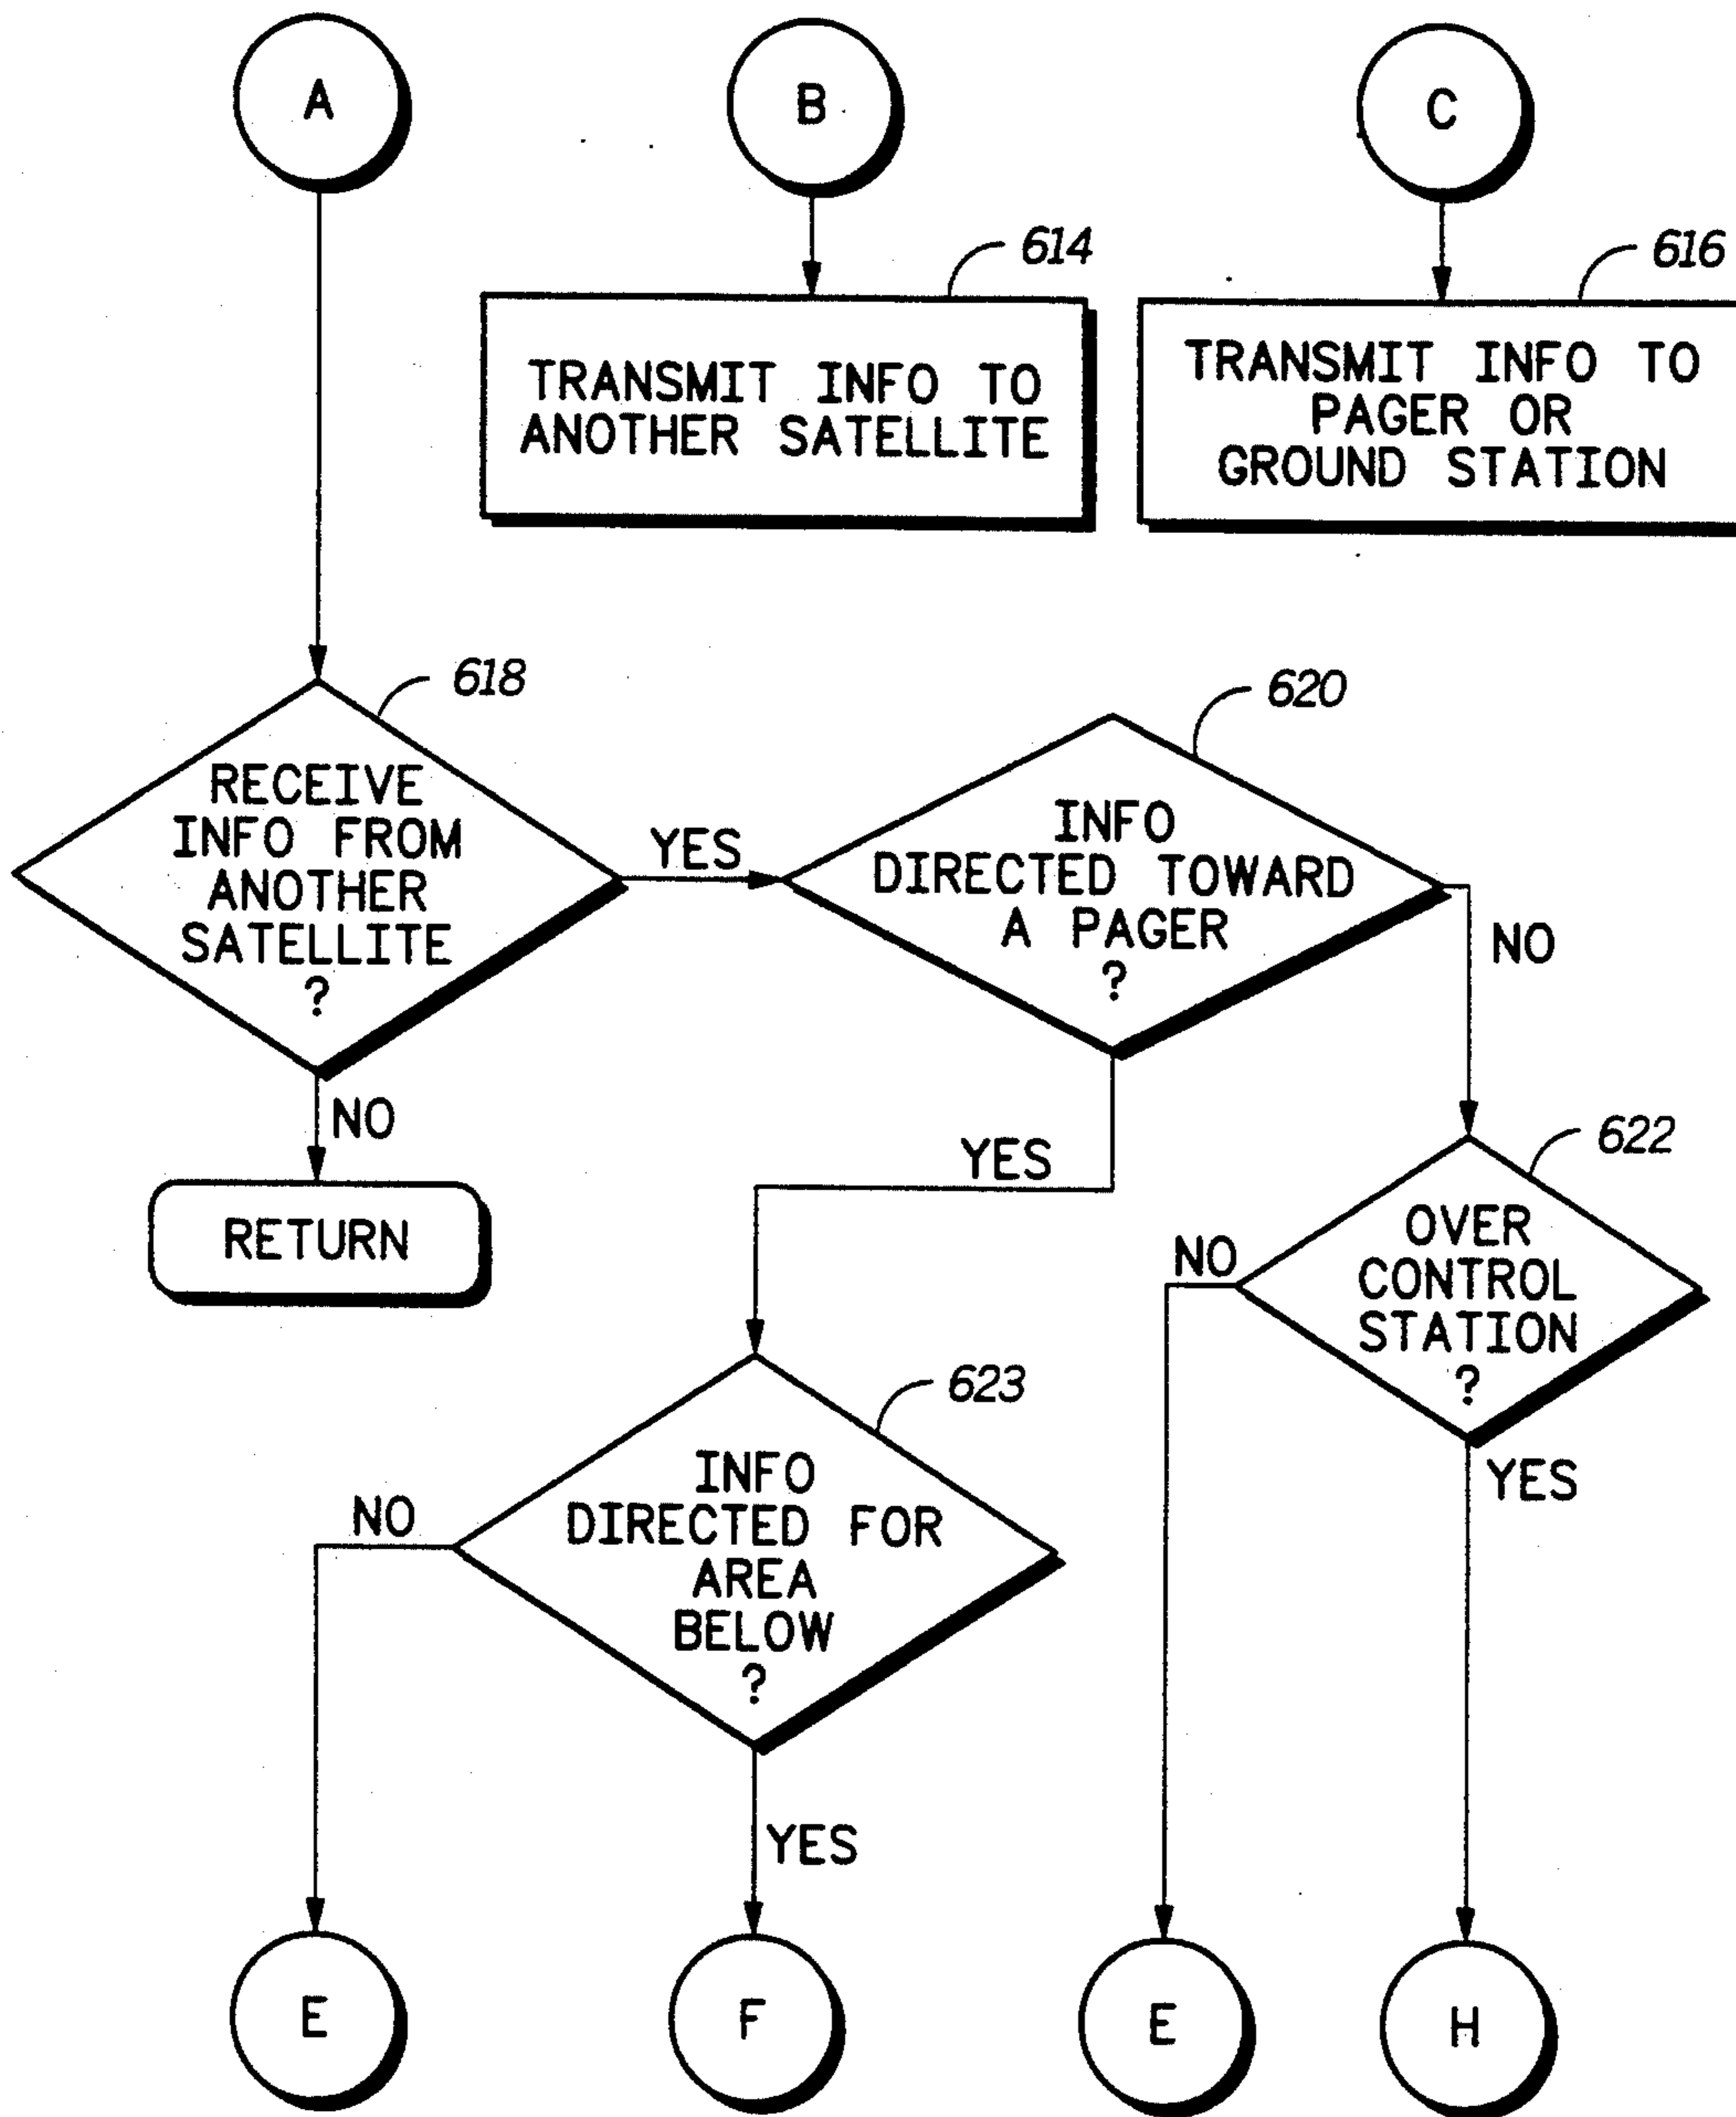 A
B
C
614
616
TRANSMIT INFO TO
ANOTHER SATELLITE
TRANSMIT INFO TO
PAGER OR
GROUND STATION
618
620
RECEIVE
INFO FROM
ANOTHER
SATELLITE
?
YES
INFO
DIRECTED TOWARD
A PAGER
?
NO
NO
YES
622
RETURN
OVER
CONTROL
STATION
?
NO
YES
623
INFO
DIRECTED FOR
AREA
BELOW
?
NO
YES
E
F
E
H